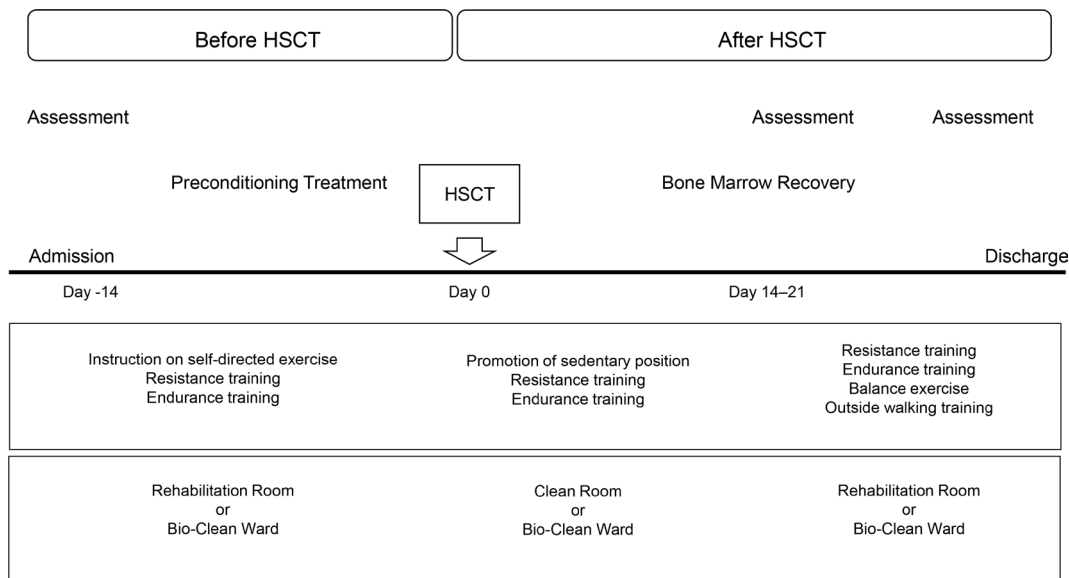 Before HSCT
After HSCT
Assessment
Assessment
Assessment
Preconditioning Treatment
HSCT
Bone Marrow Recovery
Admission
Discharge
Day -14
Day 0
Day 14–21
Instruction on self-directed exercise
Resistance training
Endurance training
Promotion of sedentary position
Resistance training
Endurance training
Resistance training
Endurance training
Balance exercise
Outside walking training
Rehabilitation Room
or
Bio-Clean Ward
Clean Room
or
Bio-Clean Ward
Rehabilitation Room
or
Bio-Clean Ward